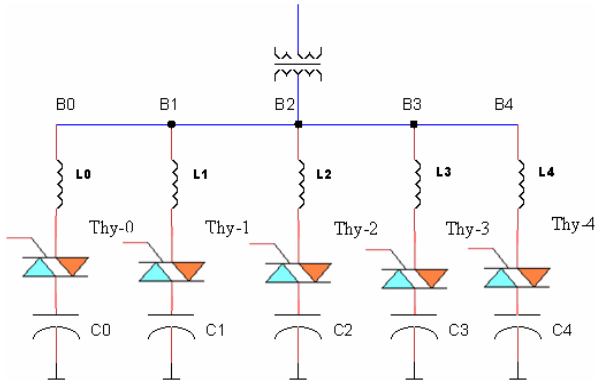 B0 B1 B2 B3 B4
L0 L1 L2 L3 L4
Thy-0 Thy-1 Thy-2 Thy-3 Thy-4
C0 C1 C2 C3 C4